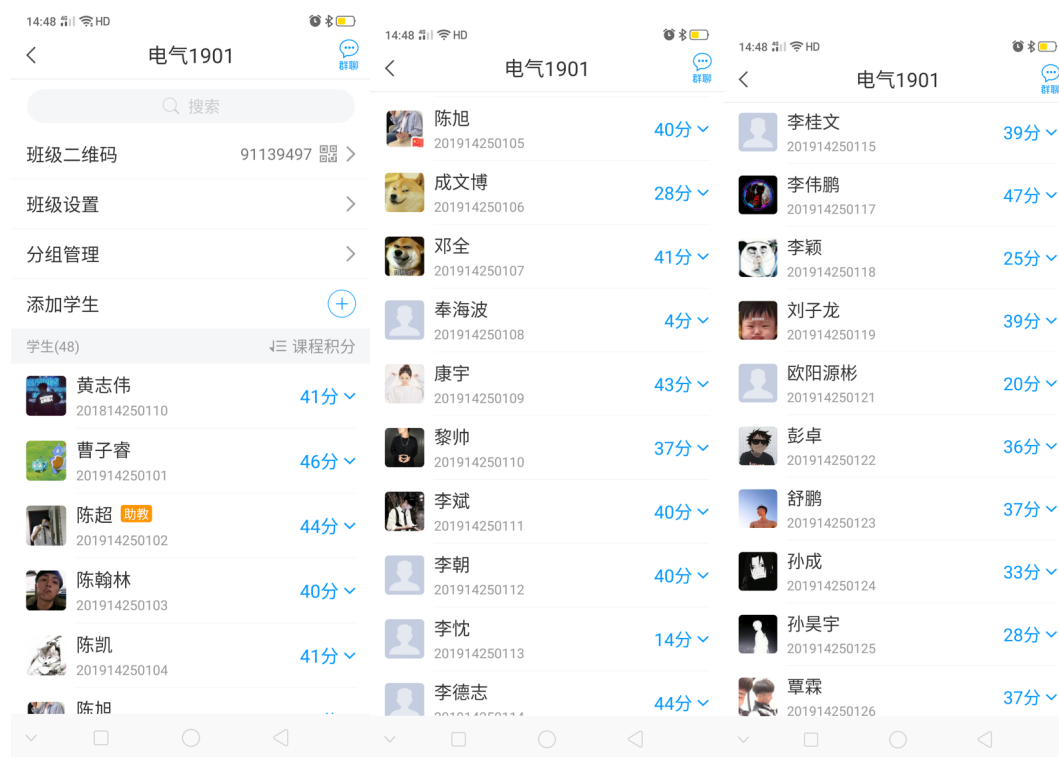 14:48 HD
电气1901
群聊
搜索
班级二维码 91139497
班级设置
分组管理
添加学生
学生(48) 课程积分
黄志伟
201814250110
41分
曹子睿
201914250101
46分
陈超 助教
201914250102
44分
陈翰林
201914250103
40分
陈凯
201914250104
41分
陈旭
14:48 HD
电气1901
群聊
陈旭
201914250105
40分
成文博
201914250106
28分
邓全
201914250107
41分
奉海波
201914250108
4分
康宇
201914250109
43分
黎帅
201914250110
37分
李斌
201914250111
40分
李朝
201914250112
40分
李忱
201914250113
14分
李德志
201914250114
44分
14:48 HD
电气1901
群聊
李桂文
201914250115
39分
李伟鹏
201914250117
47分
李颖
201914250118
25分
刘子龙
201914250119
39分
欧阳源彬
201914250121
20分
彭卓
201914250122
36分
舒鹏
201914250123
37分
孙成
201914250124
33分
孙昊宇
201914250125
28分
覃霖
201914250126
37分